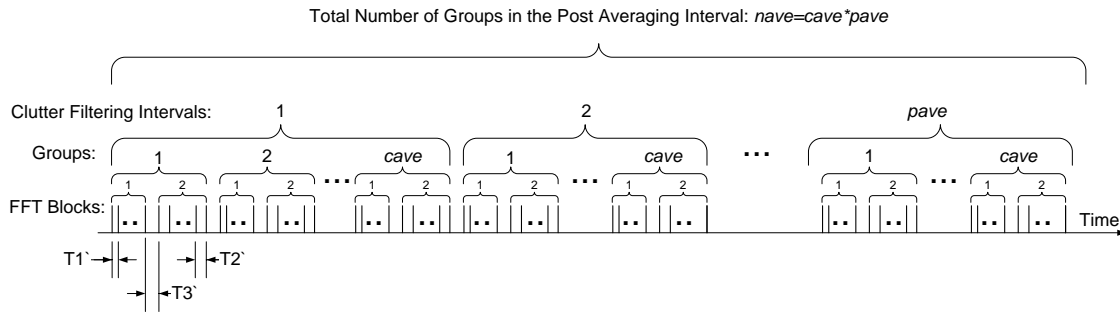 Total Number of Groups in the Post Averaging Interval: nave=cave*pave
Clutter Filtering Intervals: 1 2 pave
Groups: 1 2 cave 1 cave ... 1 cave
FFT Blocks: 1 2 1 2 ... 1 2 1 2 ... 1 2 1 2 ... 1 2
.. .. .. .. .. .. .. .. .. .. .. .. .. ..
Time
T1` T2`
T3`